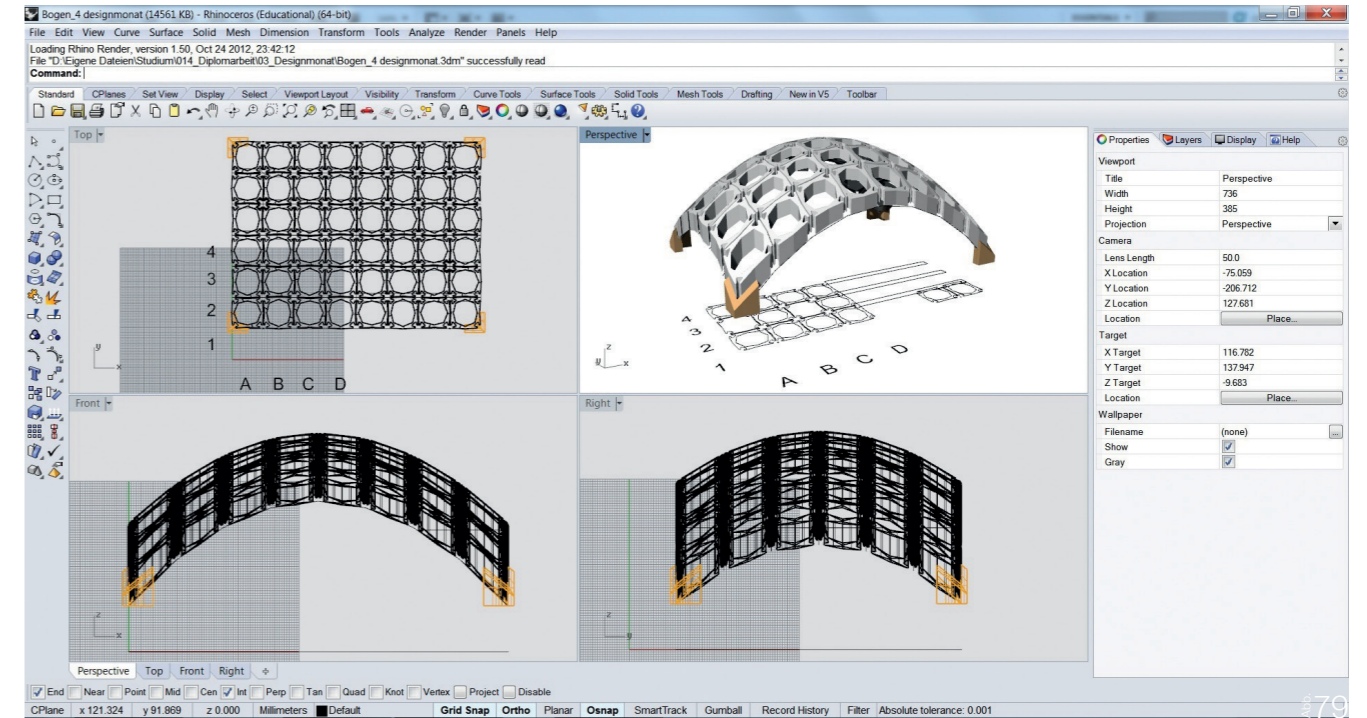 Bogen_4 designmonat (14561 KB) - Rhinoceros (Educational) (64-bit)
File Edit View Curve Surface Solid Mesh Dimension Transform Tools Analyze Render Panels Help
Loading Rhino Render, version 1.50, Oct 24 2012, 23:42:12
File "D:\Eigene Dateien\Studium\014_Diplomarbeit\03_Designmonat\Bogen_4 designmonat.3dm" successfully read
Command:
Standard CPlanes Set View Display Select Viewport Layout Visibility Transform Curve Tools Surface Tools Solid Tools Mesh Tools Drafting New in V5 Toolbar
Top
4
3
2
1
A B C D
y
x
Perspective
4
3
2
1
A B C D
z
y x
Front
z
x
Right
z
y
Properties Layers Display Help
Viewport
Title Perspective
Width 736
Height 385
Projection Perspective
Camera
Lens Length 50.0
X Location -75.059
Y Location -206.712
Z Location 127.681
Location Place...
Target
X Target 116.782
Y Target 137.947
Z Target -9.683
Location Place...
Wallpaper
Filename (none) ...
Show
Gray
Perspective Top Front Right
End Near Point Mid Cen Int Perp Tan Quad Knot Vertex Project Disable
CPlane x 121.324 y 91.869 z 0.000 Millimeters Default Grid Snap Ortho Planar Osnap SmartTrack Gumball Record History Filter Absolute tolerance: 0.001
Abb. 79